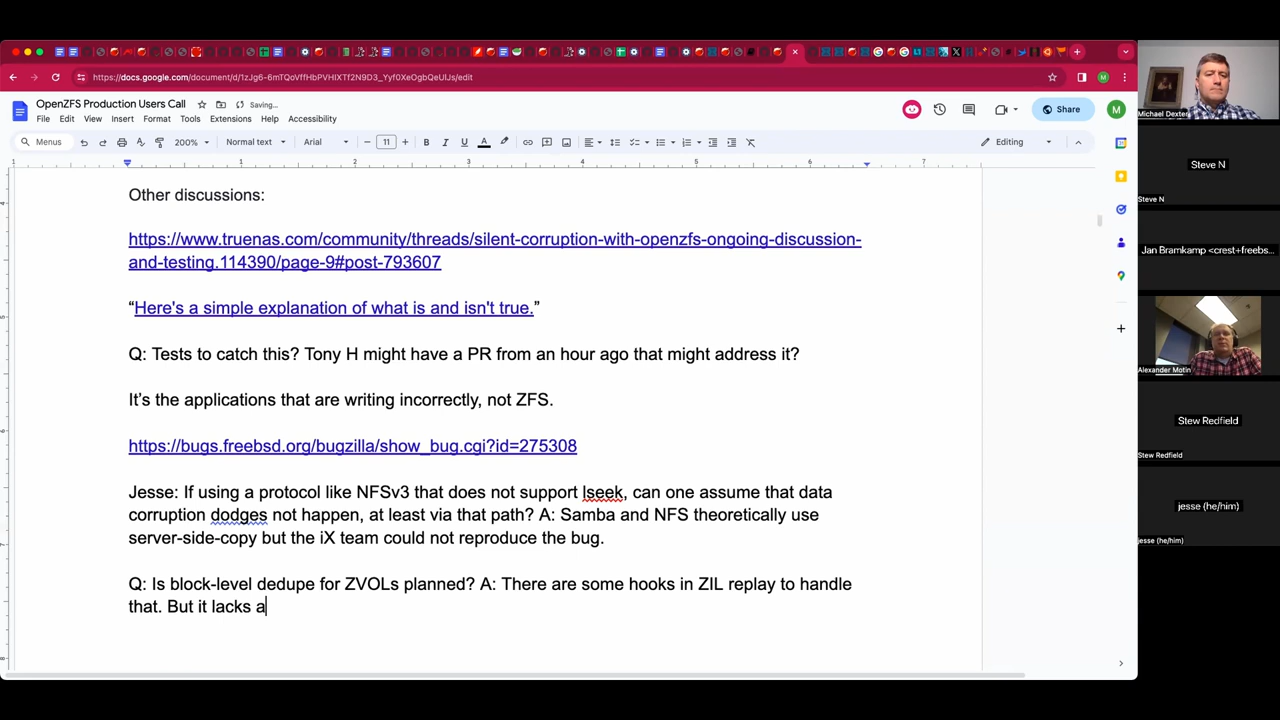 https://docs.google.com/document/d/1zJg6-6mTQoVffHbPVHIXTf2N9D3_Yyf0XeOgbQeUIJs/edit
OpenZFS Production Users Call
Saving...
File Edit View Insert Format Tools Extensions Help Accessibility
Share
M
Menus
200%
Normal text
Arial
11
Editing
Other discussions:
https://www.truenas.com/community/threads/silent-corruption-with-openzfs-ongoing-discussion-
and-testing.114390/page-9#post-793607
“Here's a simple explanation of what is and isn't true.”
Q: Tests to catch this? Tony H might have a PR from an hour ago that might address it?
It’s the applications that are writing incorrectly, not ZFS.
https://bugs.freebsd.org/bugzilla/show_bug.cgi?id=275308
Jesse: If using a protocol like NFSv3 that does not support lseek, can one assume that data
corruption dodges not happen, at least via that path? A: Samba and NFS theoretically use
server-side-copy but the iX team could not reproduce the bug.
Q: Is block-level dedupe for ZVOLs planned? A: There are some hooks in ZIL replay to handle
that. But it lacks a
Michael Dexter
Steve N
Steve N
Jan Bramkamp <crest+freebs...
Alexander Motin
Stew Redfield
Stew Redfield
jesse (he/him)
jesse (he/him)